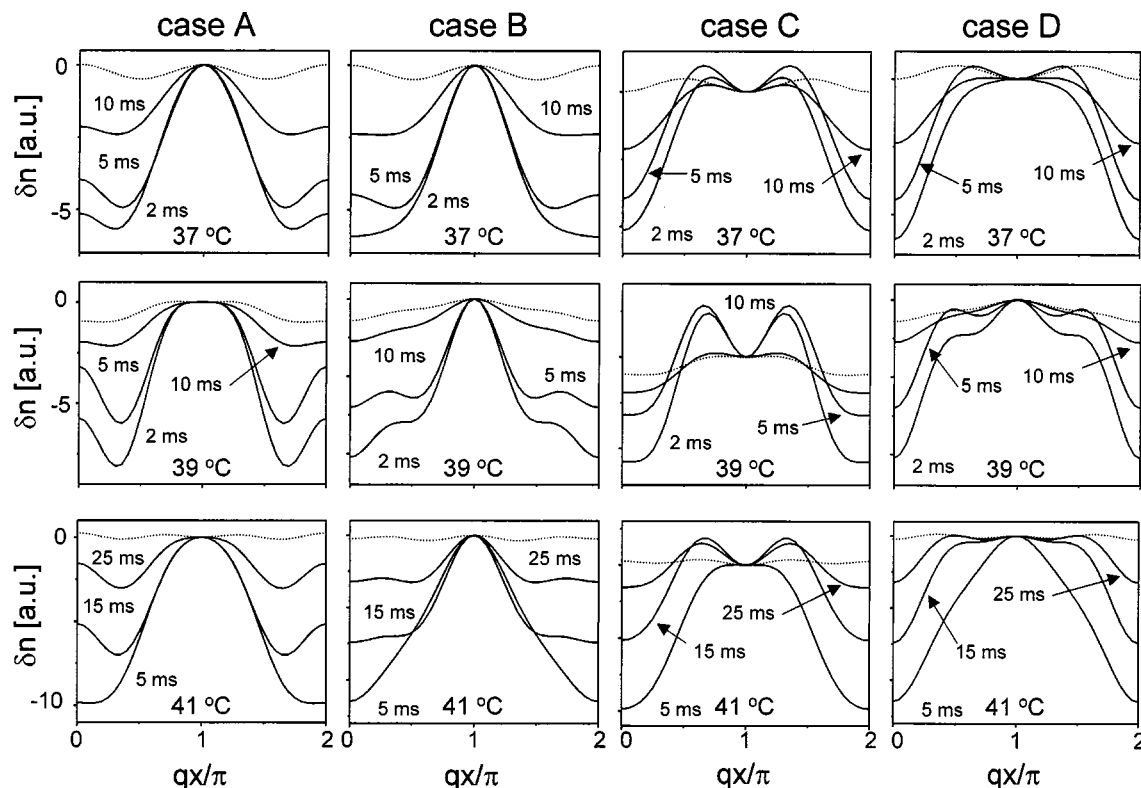 case A case B case C case D
0
δn [a.u.]
-5
10 ms
5 ms
2 ms
37 °C
10 ms
5 ms
2 ms
37 °C
5 ms
10 ms
2 ms
37 °C
5 ms
10 ms
2 ms
37 °C
0
δn [a.u.]
-5
5 ms
10 ms
2 ms
39 °C
10 ms
5 ms
2 ms
39 °C
10 ms
5 ms
2 ms
39 °C
5 ms
10 ms
2 ms
39 °C
0
δn [a.u.]
-10
25 ms
15 ms
5 ms
41 °C
25 ms
15 ms
5 ms
41 °C
25 ms
15 ms
5 ms
41 °C
25 ms
15 ms
5 ms
41 °C
0 1 2 0 1 2 0 1 2 0 1 2
qx/π qx/π qx/π qx/π